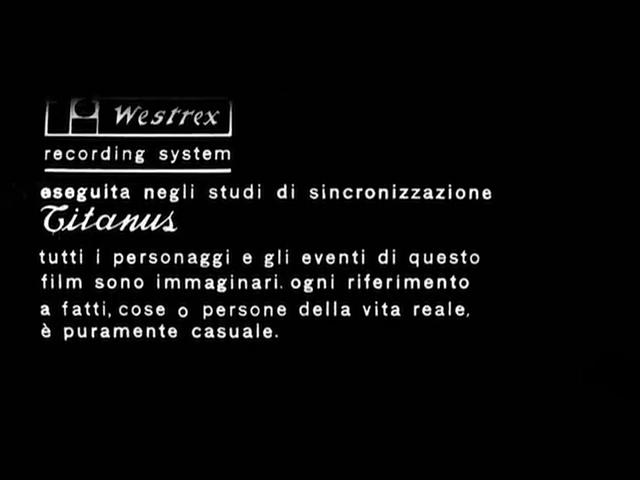 Westrex
recording system
eseguita negli studi di sincronizzazione
Titanus
tutti i personaggi e gli eventi di questo
film sono immaginari. ogni riferimento
a fatti, cose o persone della vita reale,
è puramente casuale.